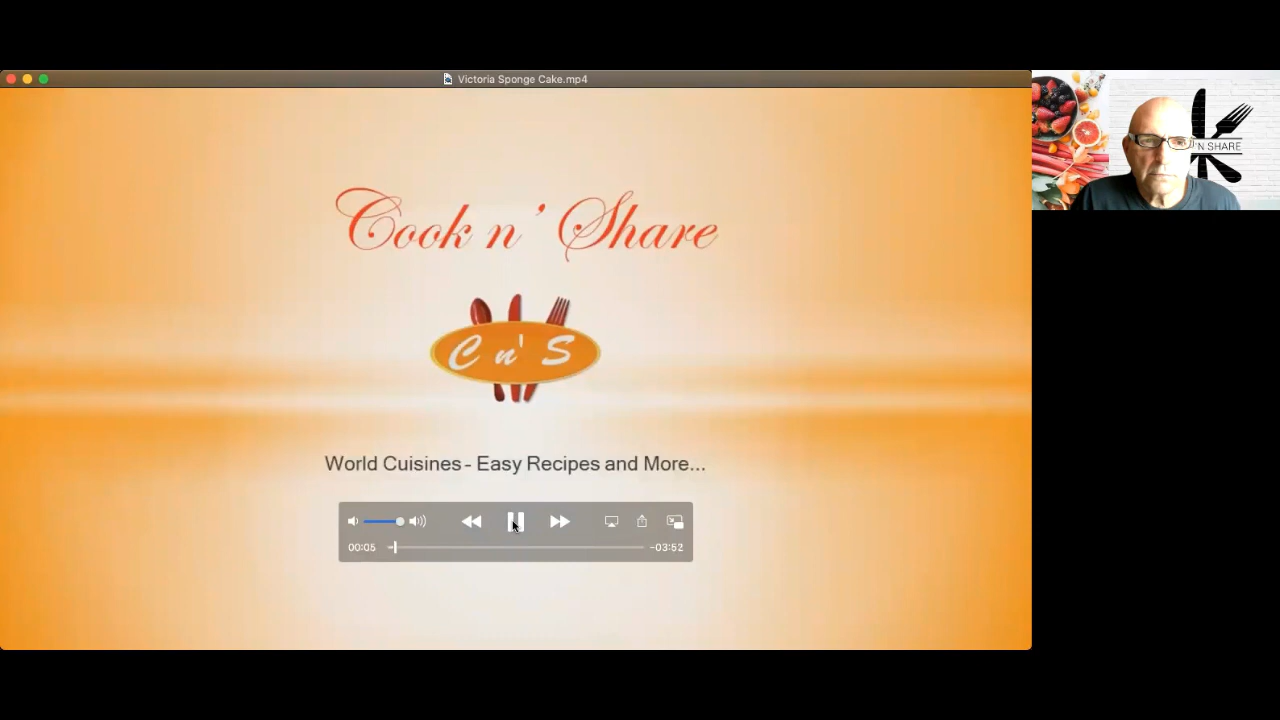 Victoria Sponge Cake.mp4
Cook n' Share
C n' S
World Cuisines - Easy Recipes and More...
00:05
-03:52
'N SHARE